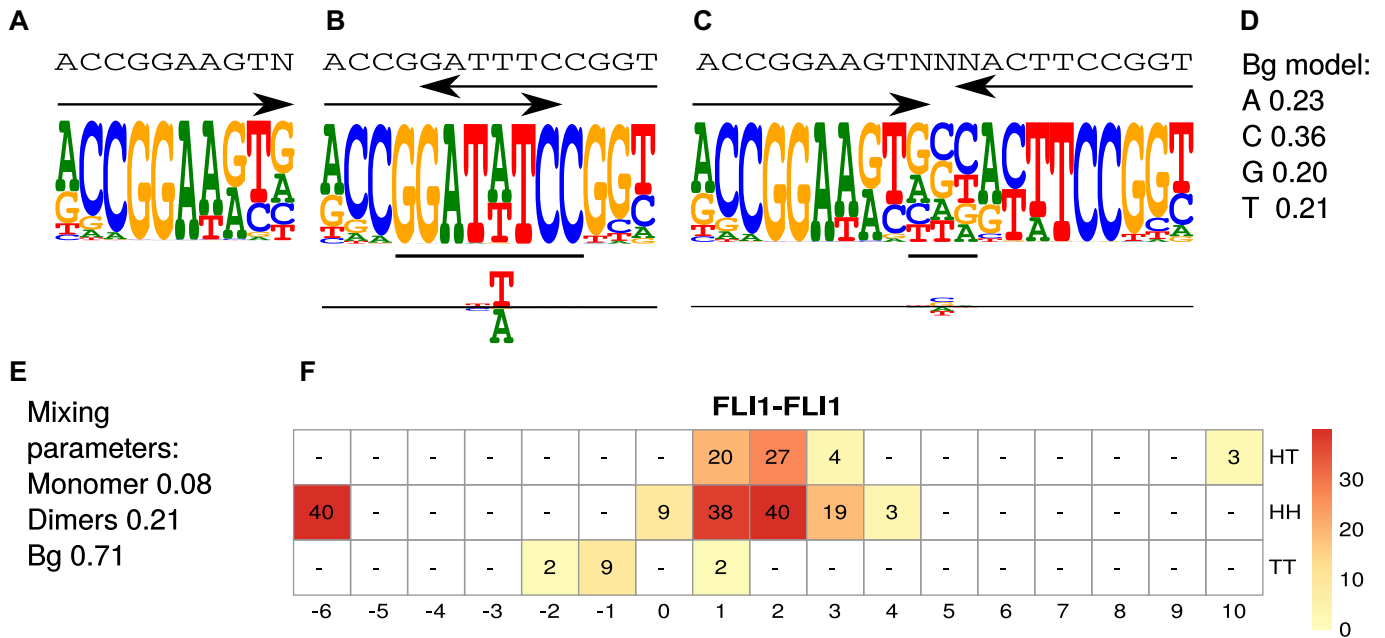 A
ACCGGAAGTN
B
ACCGGATTTCCGGT
C
ACCGGAAGTNNNACTTCCGGT
D
Bg model:
A 0.23
C 0.36
G 0.20
T 0.21
E
Mixing
parameters:
Monomer 0.08
Dimers 0.21
Bg 0.71
F
FLI1-FLI1
- - - - - - - 20 27 4 - - - - - - 3 HT
40 - - - - - 9 38 40 19 3 - - - - - - HH
- - - - 2 9 - 2 - - - - - - - - - TT
-6 -5 -4 -3 -2 -1 0 1 2 3 4 5 6 7 8 9 10
30
20
10
0